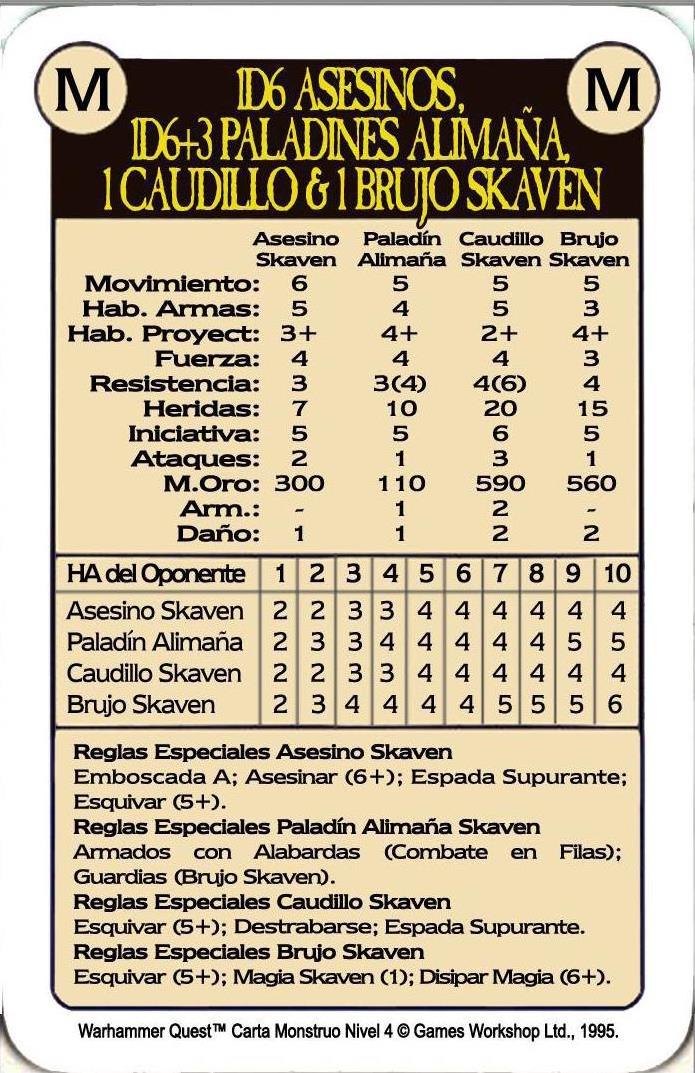 M M
1D6 ASESINOS,
1D6+3 PALADINES ALIMAÑA,
1 CAUDILLO & 1 BRUJO SKAVEN
Asesino Paladín Caudillo Brujo
Skaven Alimaña Skaven Skaven
Movimiento: 6 5 5 5
Hab. Armas: 5 4 5 3
Hab. Proyect: 3+ 4+ 2+ 4+
Fuerza: 4 4 4 3
Resistencia: 3 3(4) 4(6) 4
Heridas: 7 10 20 15
Iniciativa: 5 5 6 5
Ataques: 2 1 3 1
M.Oro: 300 110 590 560
Arm.: - 1 2 -
Daño: 1 1 2 2
HA del Oponente 1 2 3 4 5 6 7 8 9 10
Asesino Skaven 2 2 3 3 4 4 4 4 4 4
Paladín Alimaña 2 3 3 4 4 4 4 4 5 5
Caudillo Skaven 2 2 3 3 4 4 4 4 4 4
Brujo Skaven 2 3 4 4 4 4 5 5 5 6
Reglas Especiales Asesino Skaven
Emboscada A; Asesinar (6+); Espada Supurante;
Esquivar (5+).
Reglas Especiales Paladín Alimaña Skaven
Armados con Alabardas (Combate en Filas);
Guardias (Brujo Skaven).
Reglas Especiales Caudillo Skaven
Esquivar (5+); Destrabarse; Espada Supurante.
Reglas Especiales Brujo Skaven
Esquivar (5+); Magia Skaven (1); Disipar Magia (6+).
Warhammer Quest™ Carta Monstruo Nivel 4 © Games Workshop Ltd., 1995.